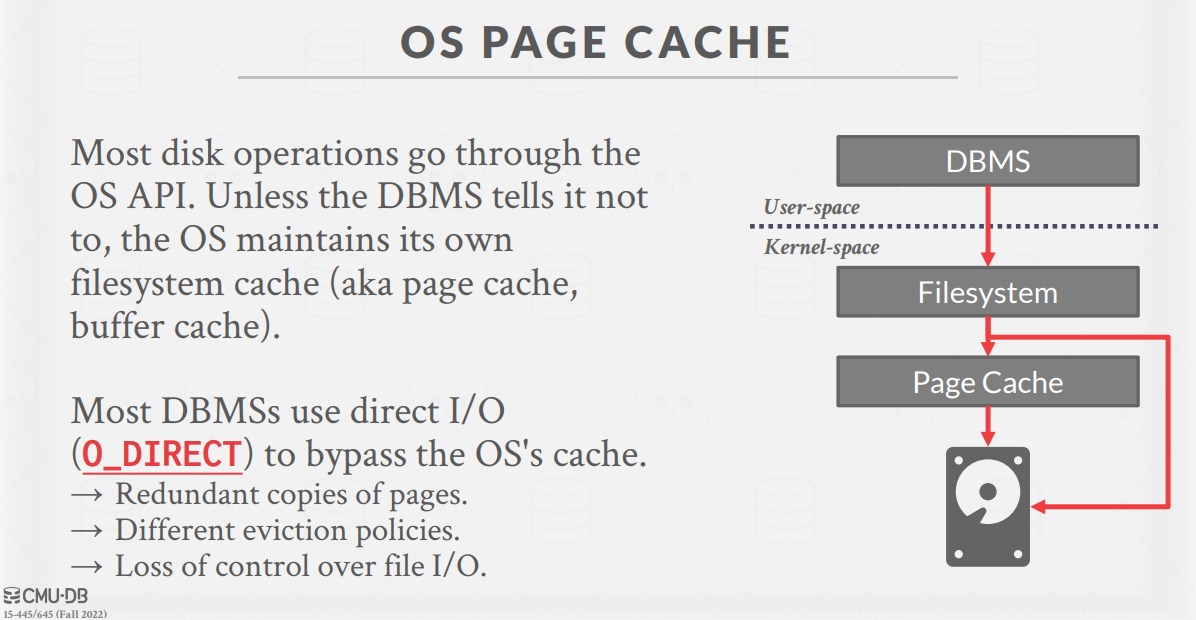 OS PAGE CACHE
Most disk operations go through the
OS API. Unless the DBMS tells it not
to, the OS maintains its own
filesystem cache (aka page cache,
buffer cache).
Most DBMSs use direct I/O
(O_DIRECT) to bypass the OS's cache.
→ Redundant copies of pages.
→ Different eviction policies.
→ Loss of control over file I/O.
DBMS
User-space
Kernel-space
Filesystem
Page Cache
CMU·DB
15-445/645 (Fall 2022)